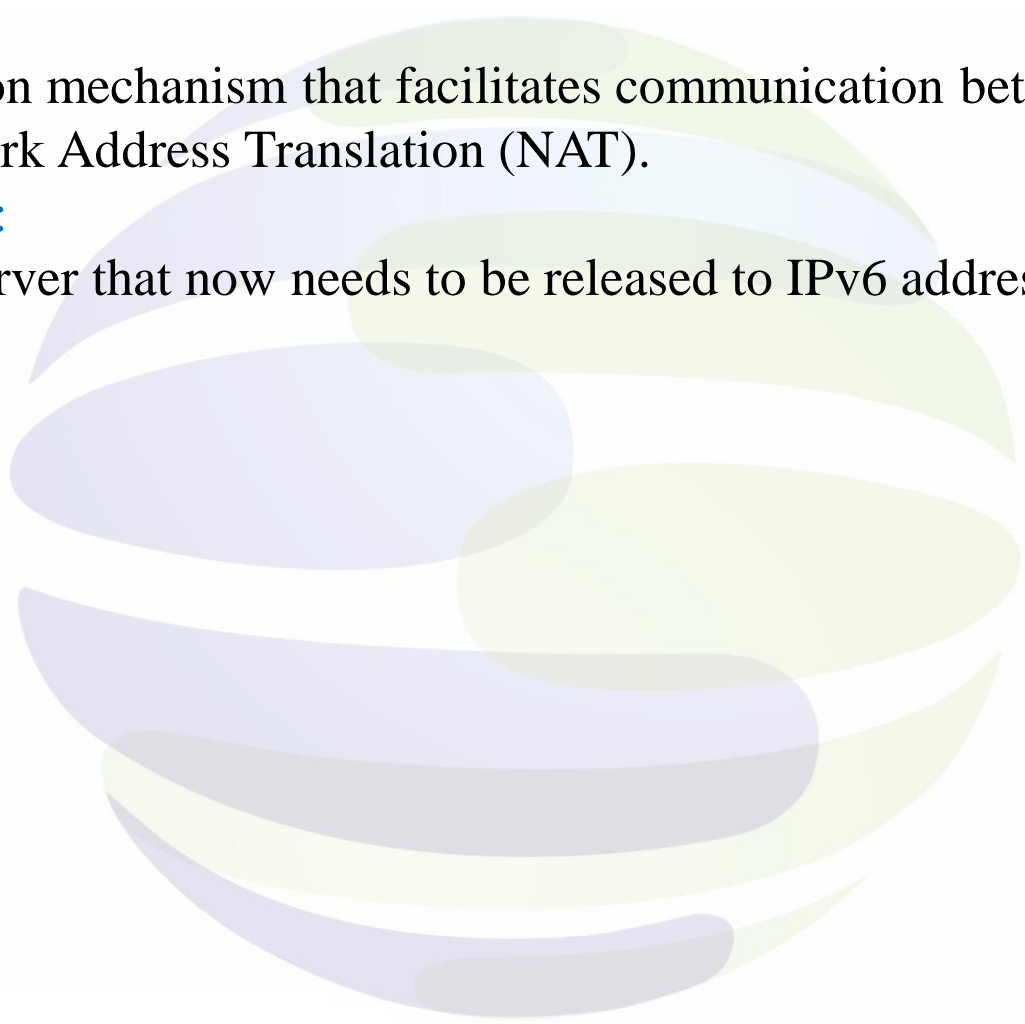 on mechanism that facilitates communication bet
rk Address Translation (NAT).
:
rver that now needs to be released to IPv6 addres